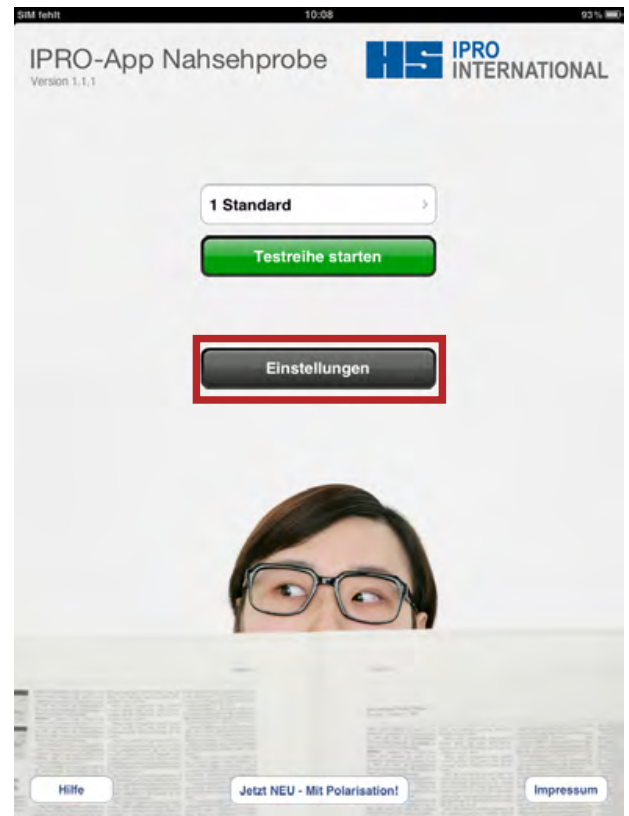 SIM fehlt 10:08 93 %
IPRO-App Nahsehprobe
Version 1.1.1
HS IPRO
INTERNATIONAL
1 Standard
Testreihe starten
Einstellungen
Hilfe
Jetzt NEU - Mit Polarisation!
Impressum